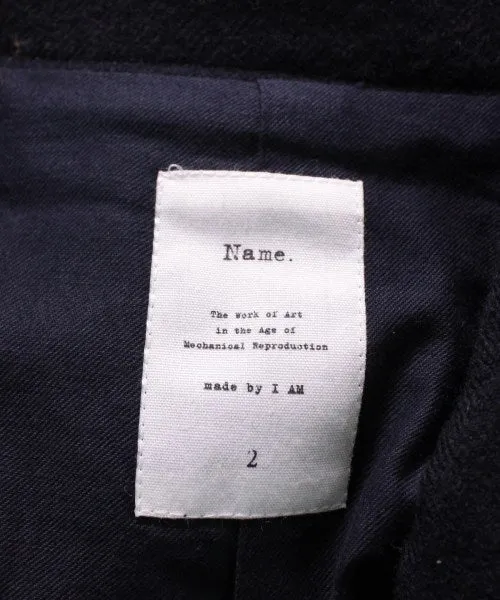 Name.
The Work of Art
in the Age of
Mechanical Reproduction
made by I AM
2